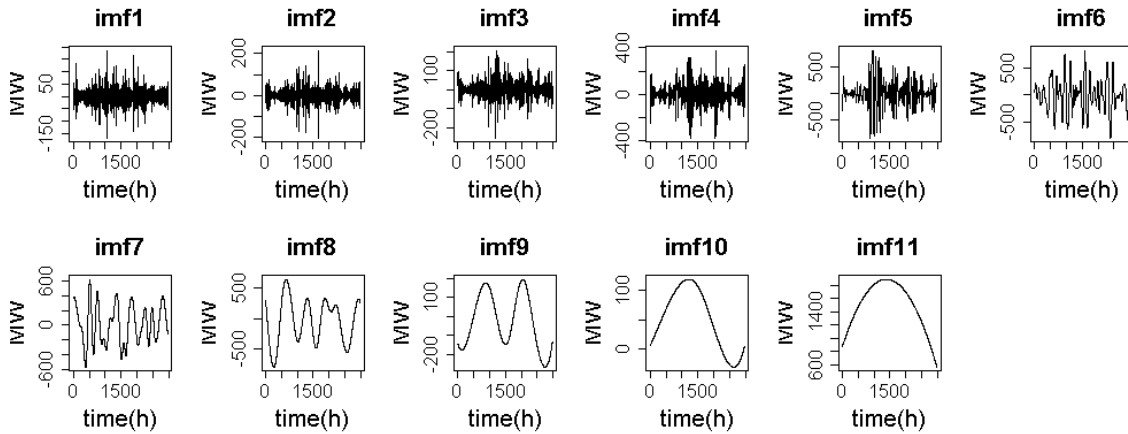 imf1 imf2 imf3 imf4 imf5 imf6
MW MW MW MW MW MW
50 -150
200 0 -200
100 -200
400 0 -400
500 -500
500 -500
0 1500 0 1500 0 1500 0 1500 0 1500 0 1500
time(h) time(h) time(h) time(h) time(h) time(h)
imf7 imf8 imf9 imf10 imf11
MW MW MW MW MW
600 0 -600
500 -500
100 -200
100 0
1400 600
0 1500 0 1500 0 1500 0 1500 0 1500
time(h) time(h) time(h) time(h) time(h)